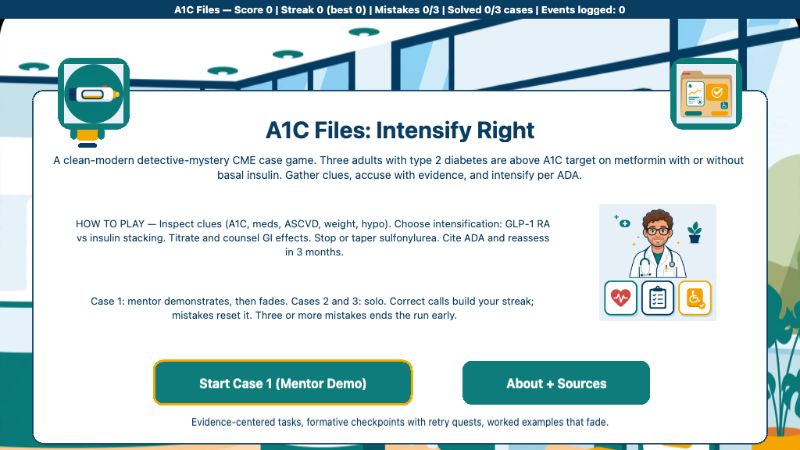 A1C Files — Score 0 | Streak 0 (best 0) | Mistakes 0/3 | Solved 0/3 cases | Events logged: 0
A1C Files: Intensify Right
A clean-modern detective-mystery CME case game. Three adults with type 2 diabetes are above A1C target on metformin with or without
basal insulin. Gather clues, accuse with evidence, and intensify per ADA.
HOW TO PLAY — Inspect clues (A1C, meds, ASCVD, weight, hypo). Choose intensification: GLP-1 RA
vs insulin stacking. Titrate and counsel GI effects. Stop or taper sulfonylurea. Cite ADA and reassess
in 3 months.
Case 1: mentor demonstrates, then fades. Cases 2 and 3: solo. Correct calls build your streak;
mistakes reset it. Three or more mistakes ends the run early.
Start Case 1 (Mentor Demo)
About + Sources
Evidence-centered tasks, formative checkpoints with retry quests, worked examples that fade.